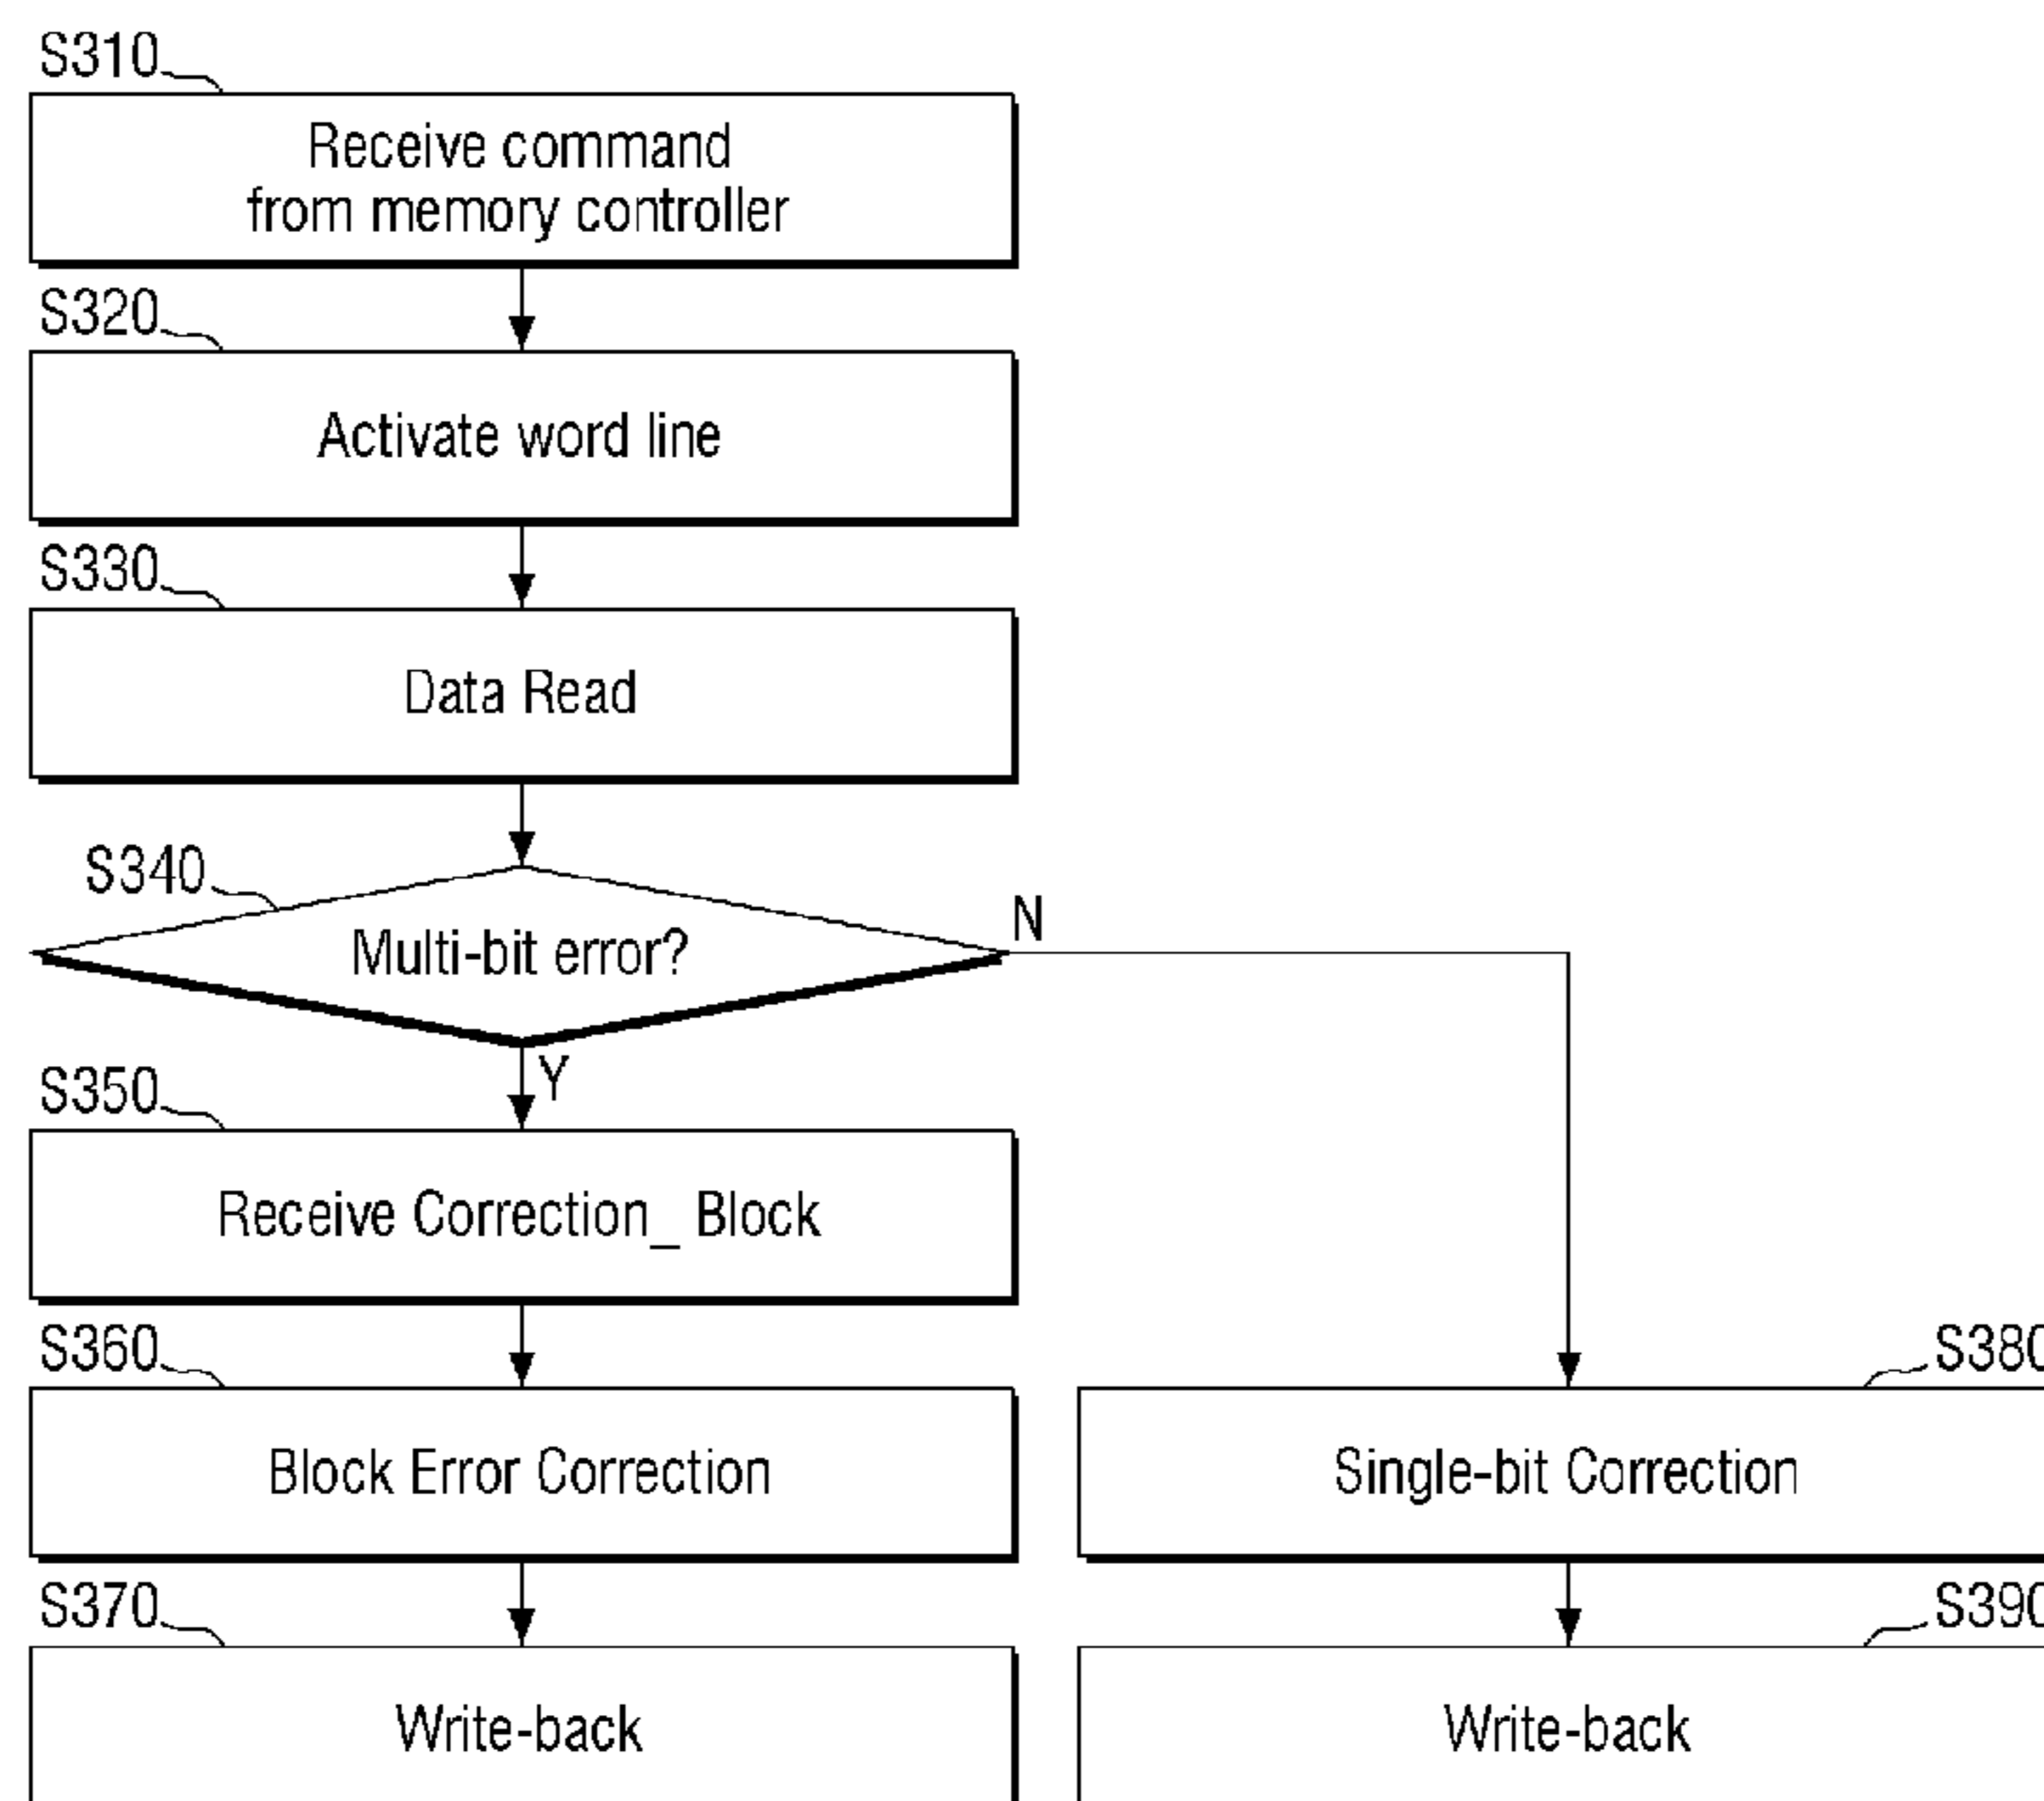 S310
Receive command
from memory controller
S320
Activate word line
S330
Data Read
S340
Multi-bit error?
N
Y
S350
Receive Correction_ Block
S360
S380
Block Error Correction
Single-bit Correction
S370
S390
Write-back
Write-back